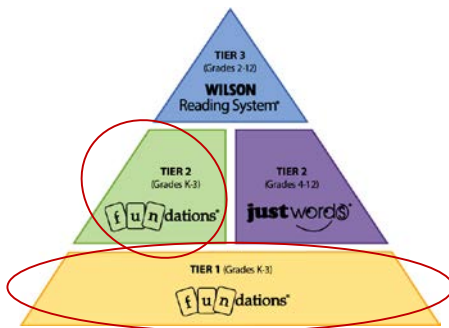 TIER 3
(Grades 2-12)
WILSON
Reading System®
TIER 2
(Grades K-3)
fundations®
TIER 2
(Grades 4-12)
just words
TIER 1 (Grades K-3)
fundations®